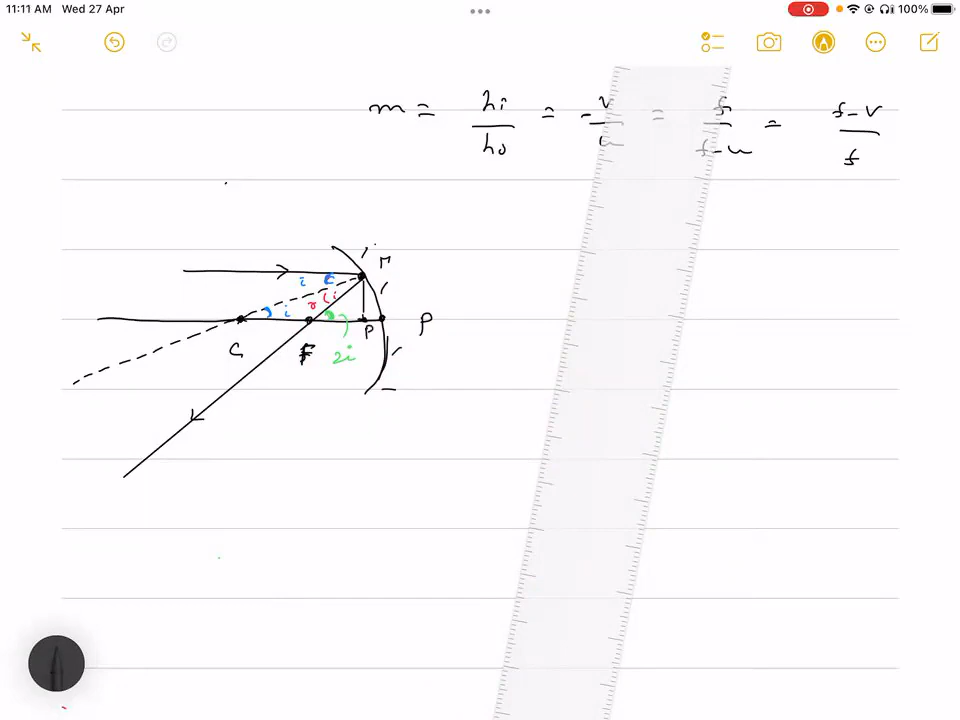 11:11 AM Wed 27 Apr
100%
m = hi/ho = -v/u = f/f-u = f-v/f
M
i
i r i
C F P P
2i